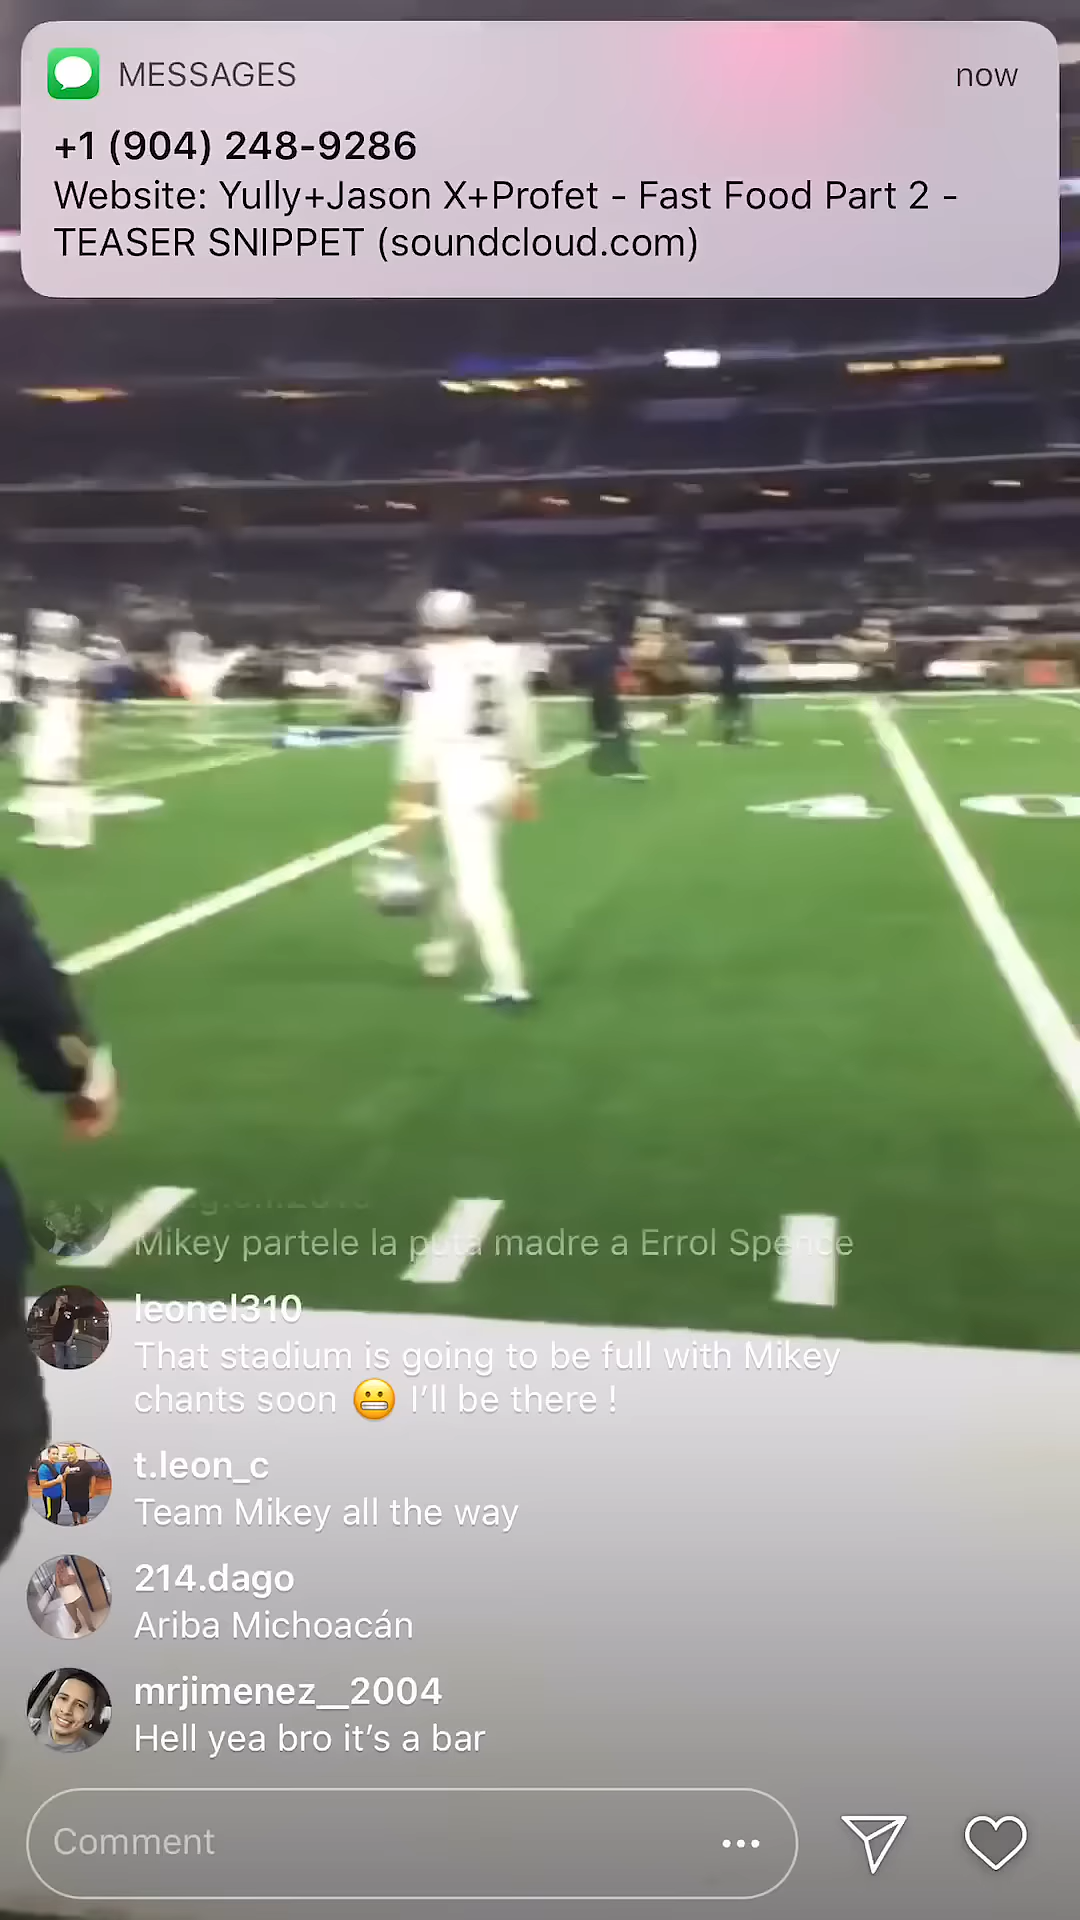 MESSAGES
now
+1 (904) 248-9286
Website: Yully+Jason X+Profet - Fast Food Part 2 -
TEASER SNIPPET (soundcloud.com)
Mikey partele la puta madre a Errol Spence
leonel310
That stadium is going to be full with Mikey
chants soon 😬 I’ll be there !
t.leon_c
Team Mikey all the way
214.dago
Ariba Michoacán
mrjimenez__2004
Hell yea bro it’s a bar
Comment